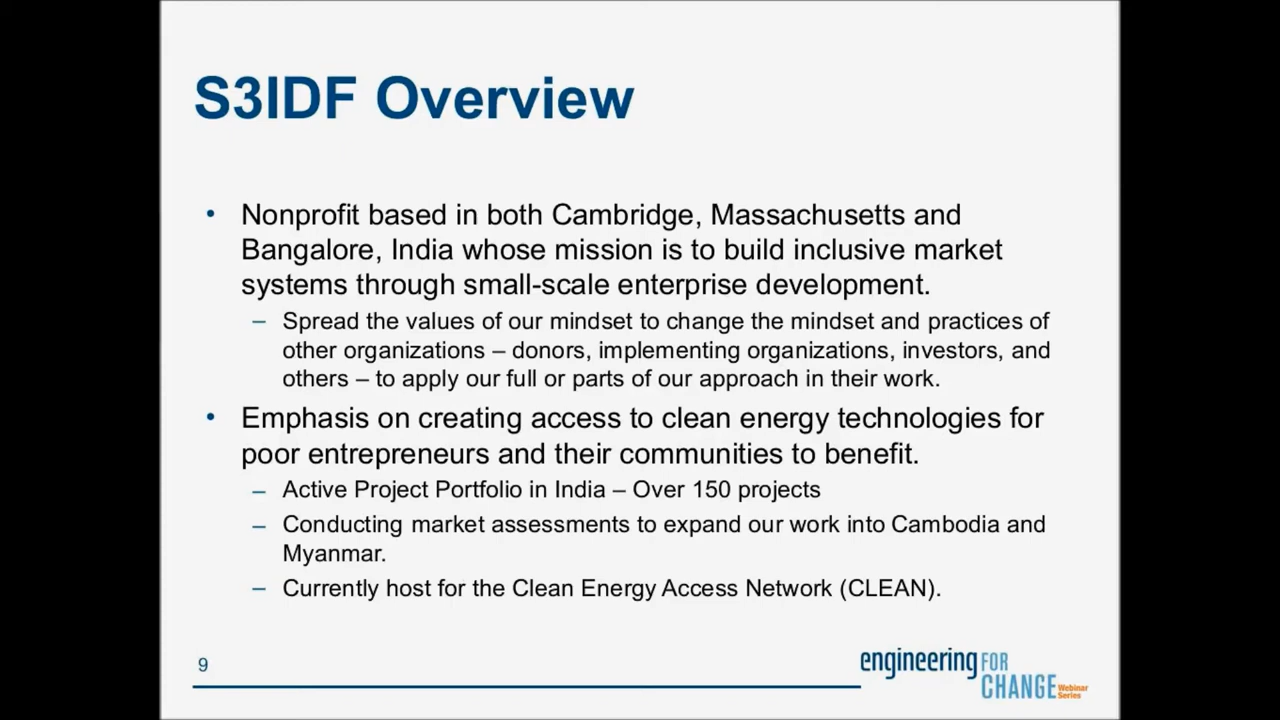 S3IDF Overview
• Nonprofit based in both Cambridge, Massachusetts and
Bangalore, India whose mission is to build inclusive market
systems through small-scale enterprise development.
– Spread the values of our mindset to change the mindset and practices of
other organizations – donors, implementing organizations, investors, and
others – to apply our full or parts of our approach in their work.
• Emphasis on creating access to clean energy technologies for
poor entrepreneurs and their communities to benefit.
– Active Project Portfolio in India – Over 150 projects
– Conducting market assessments to expand our work into Cambodia and
Myanmar.
– Currently host for the Clean Energy Access Network (CLEAN).
9
engineering FOR
CHANGE Webinar
Series